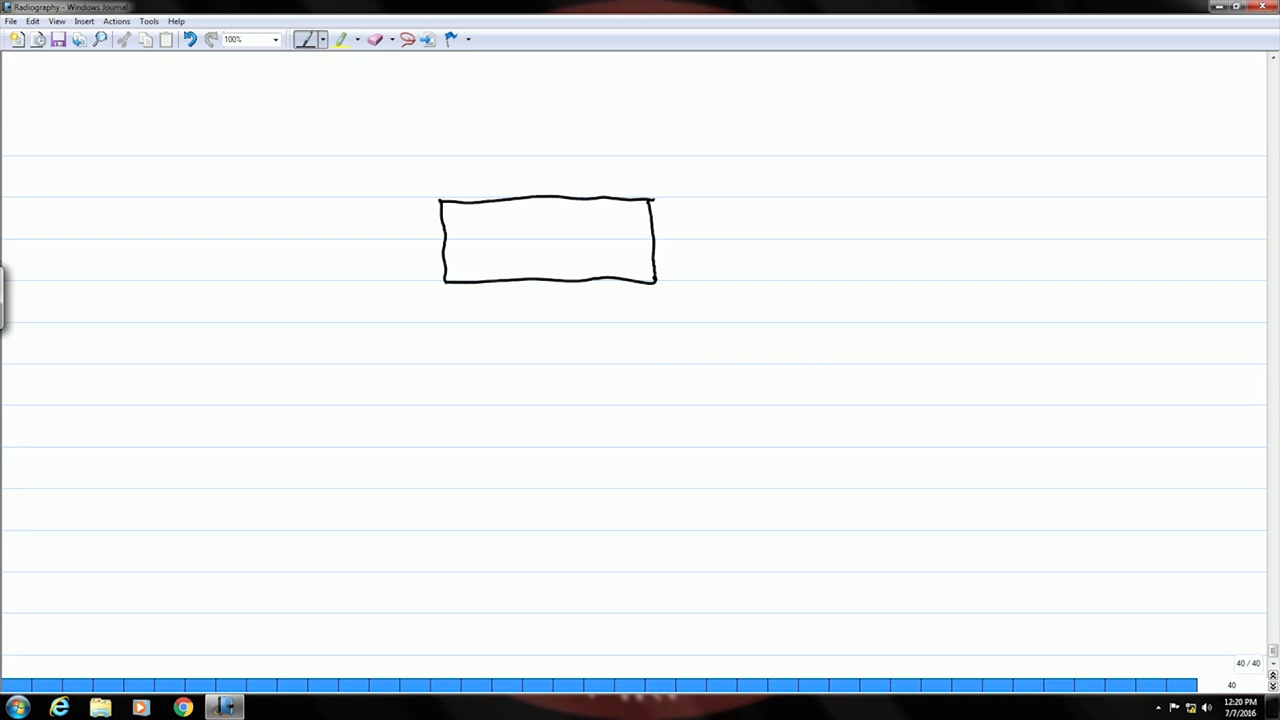 Radiography - Windows Journal
File Edit View Insert Actions Tools Help
100%
40 / 40
40
12:20 PM
7/7/2016